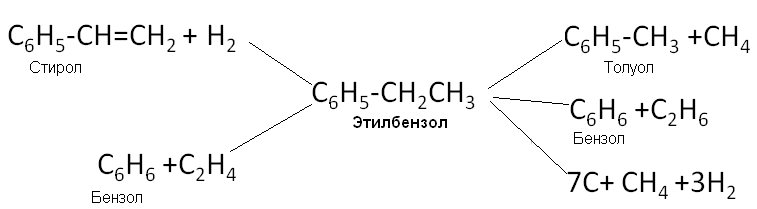 C₆H₅-CH=CH₂ + H₂
Стирол
C₆H₆ +C₂H₄
Бензол
C₆H₅-CH₂CH₃
Этилбензол
C₆H₅-CH₃ +CH₄
Толуол
C₆H₆ +C₂H₆
Бензол
7C+ CH₄ +3H₂